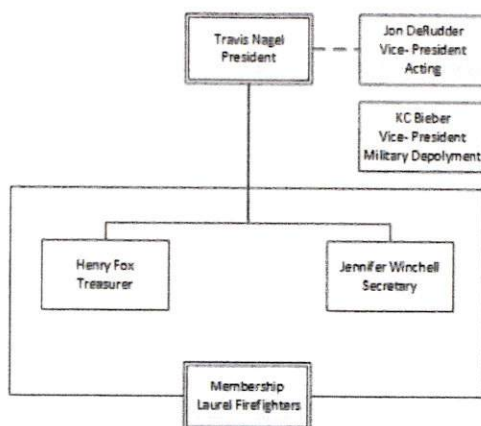 Travis Nagel
President
Jon DeRudder
Vice- President
Acting
KC Bieber
Vice- President
Military Depolyment
Henry Fox
Treasurer
Jennifer Winchell
Secretary
Membership
Laurel Firefighters